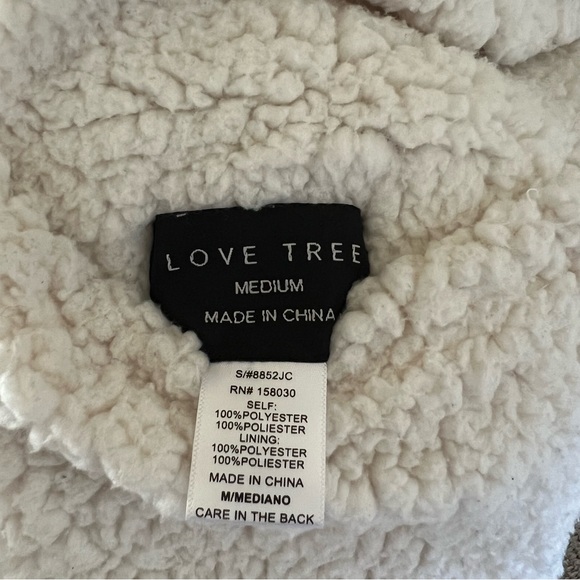 LOVE TREE
MEDIUM
MADE IN CHINA
S/#8852JC
RN# 158030
SELF:
100%POLYESTER
100%POLIESTER
LINING:
100%POLYESTER
100%POLIESTER
MADE IN CHINA
M/MEDIANO
CARE IN THE BACK